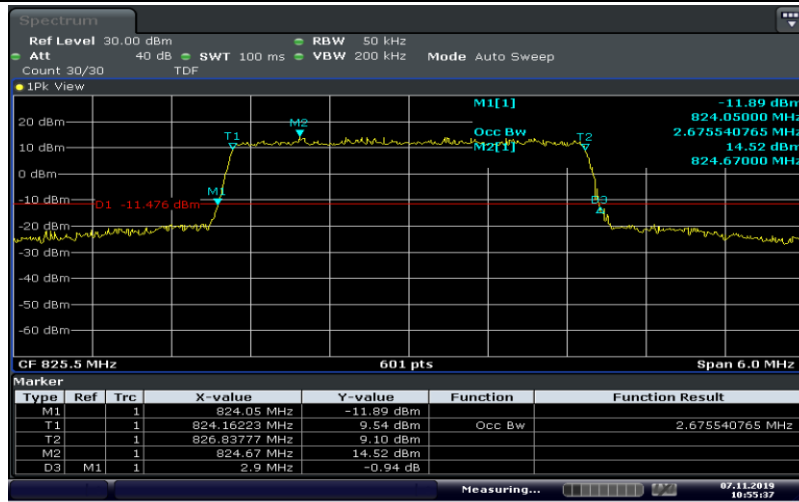 Spectrum
Ref Level 30.00 dBm RBW 50 kHz
Att 40 dB SWT 100 ms VBW 200 kHz Mode Auto Sweep
Count 30/30 TDF
1Pk View
M1[1] -11.89 dBm
824.05000 MHz
20 dBm M2 Occ Bw 2.675540765 MHz
T1 T2
10 dBm M2[1] 14.52 dBm
824.67000 MHz
0 dBm
-10 dBm M1 D3
D1 -11.476 dBm
-20 dBm
-30 dBm
-40 dBm
-50 dBm
-60 dBm
CF 825.5 MHz 601 pts Span 6.0 MHz
Marker
Type Ref Trc X-value Y-value Function Function Result
M1 1 824.05 MHz -11.89 dBm
T1 1 824.16223 MHz 9.54 dBm Occ Bw 2.675540765 MHz
T2 1 826.83777 MHz 9.10 dBm
M2 1 824.67 MHz 14.52 dBm
D3 M1 1 2.9 MHz -0.94 dB
Measuring... 07.11.2019
10:55:37